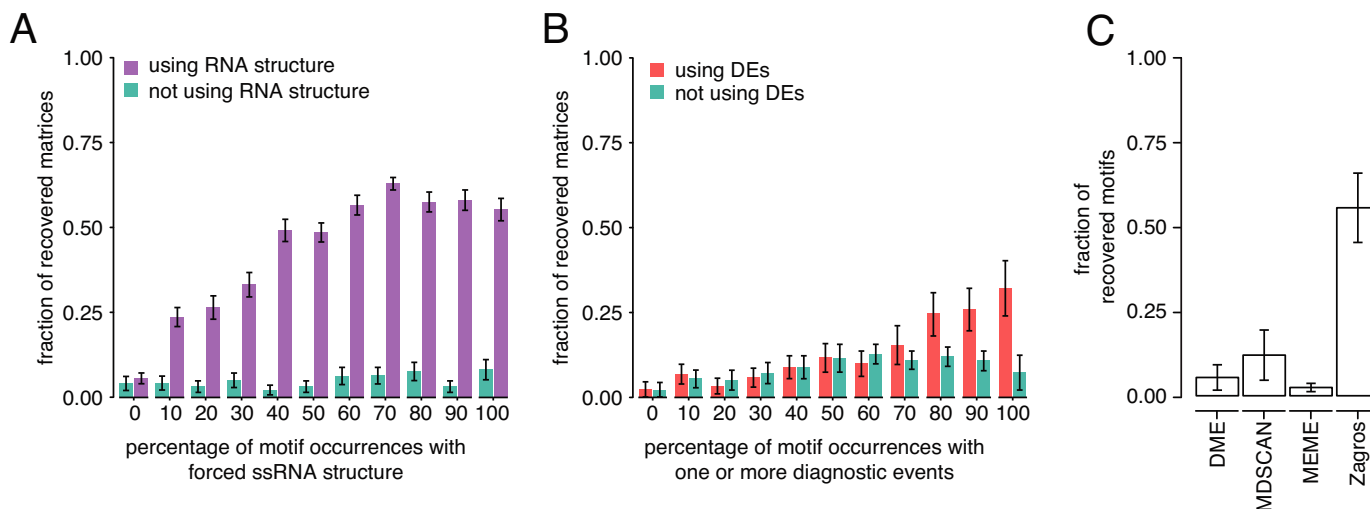 A
fraction of recovered matrices
1.00
0.75
0.50
0.25
0.00
using RNA structure
not using RNA structure
0 10 20 30 40 50 60 70 80 90 100
percentage of motif occurrences with
forced ssRNA structure
B
fraction of recovered matrices
1.00
0.75
0.50
0.25
0.00
using DEs
not using DEs
0 10 20 30 40 50 60 70 80 90 100
percentage of motif occurrences with
one or more diagnostic events
C
fraction of
recovered motifs
1.00
0.75
0.50
0.25
0.00
DME
MDSCAN
MEME
Zagros